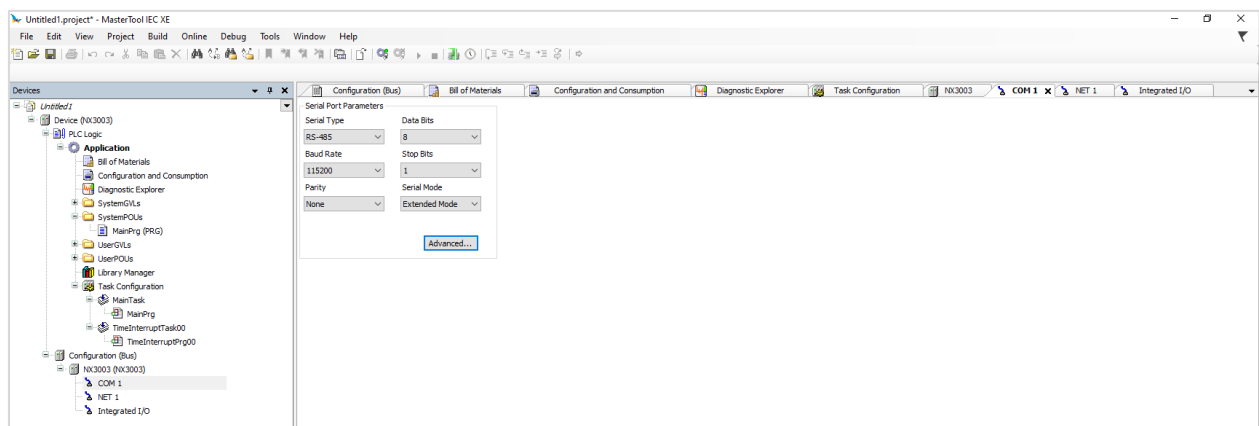 Untitled1.project* - MasterTool IEC XE
File Edit View Project Build Online Debug Tools Window Help
Devices
Untitled1
Device (NX3003)
PLC Logic
Application
Bill of Materials
Configuration and Consumption
Diagnostic Explorer
SystemGVLs
SystemPOUs
MainPrg (PRG)
UserGVLs
UserPOUs
Library Manager
Task Configuration
MainTask
MainPrg
TimeInterruptTask00
TimeInterruptPrg00
Configuration (Bus)
NX3003 (NX3003)
COM 1
NET 1
Integrated I/O
Configuration (Bus) Bill of Materials Configuration and Consumption Diagnostic Explorer Task Configuration NX3003 COM 1 NET 1 Integrated I/O
Serial Port Parameters
Serial Type Data Bits
RS-485 8
Baud Rate Stop Bits
115200 1
Parity Serial Mode
None Extended Mode
Advanced...